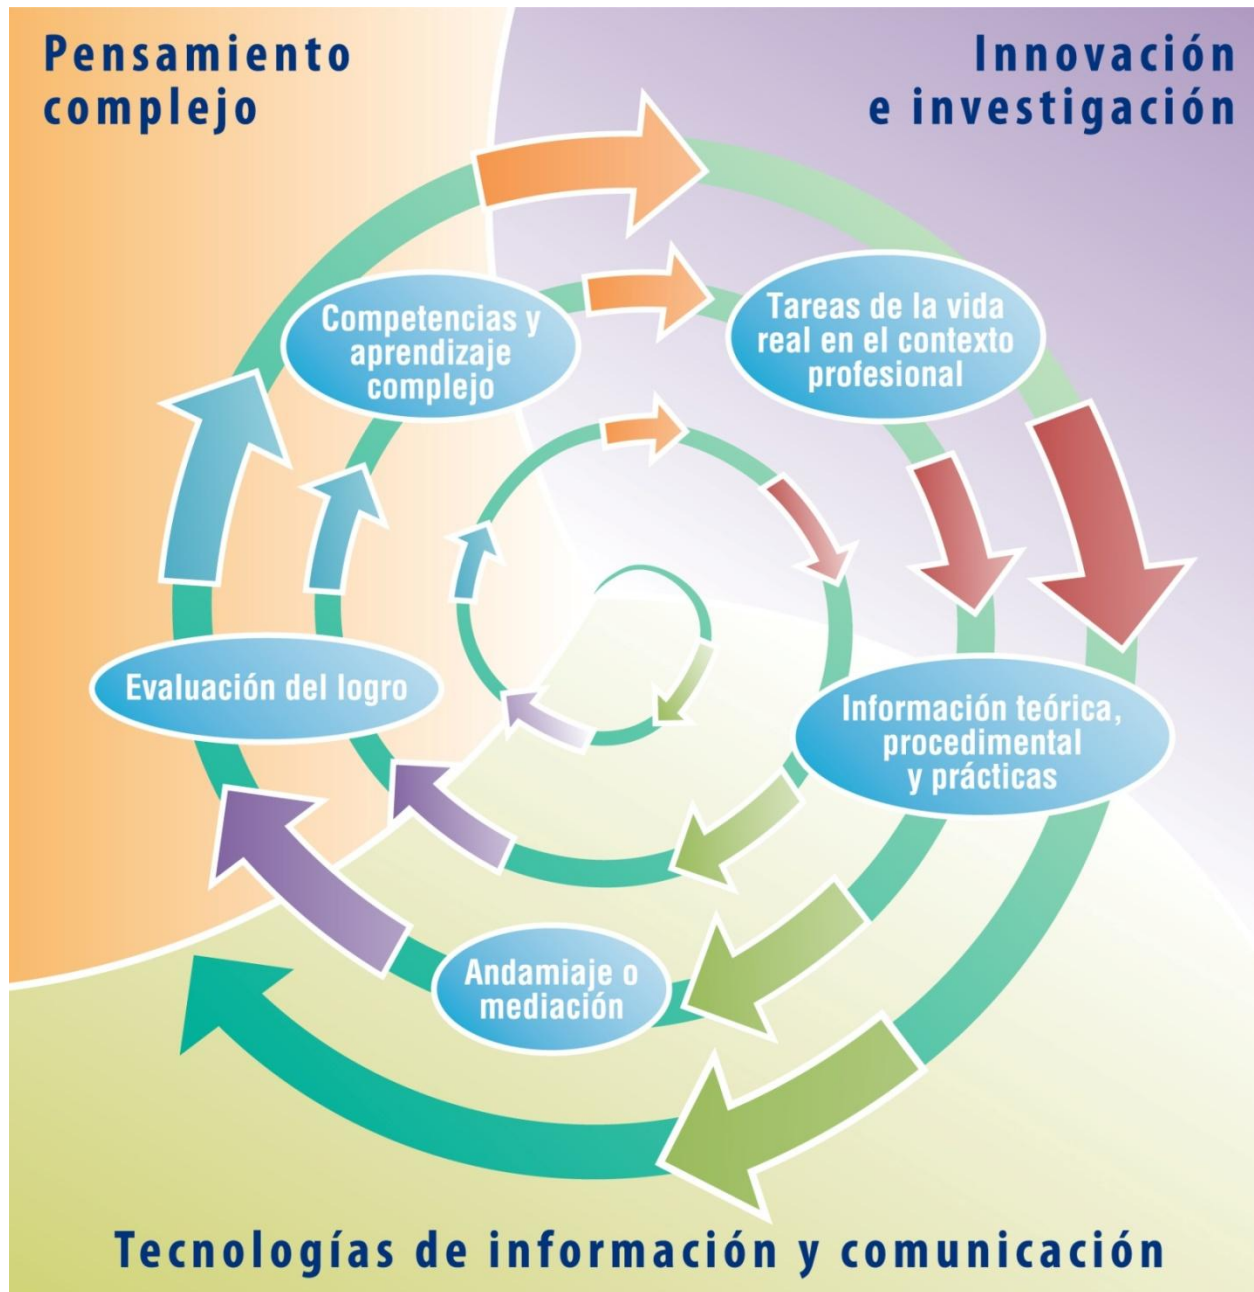 Pensamiento
complejo
Innovación
e investigación
Competencias y
aprendizaje
complejo
Tareas de la vida
real en el contexto
profesional
Evaluación del logro
Información teórica,
procedimental
y prácticas
Andamiaje o
mediación
Tecnologías de información y comunicación